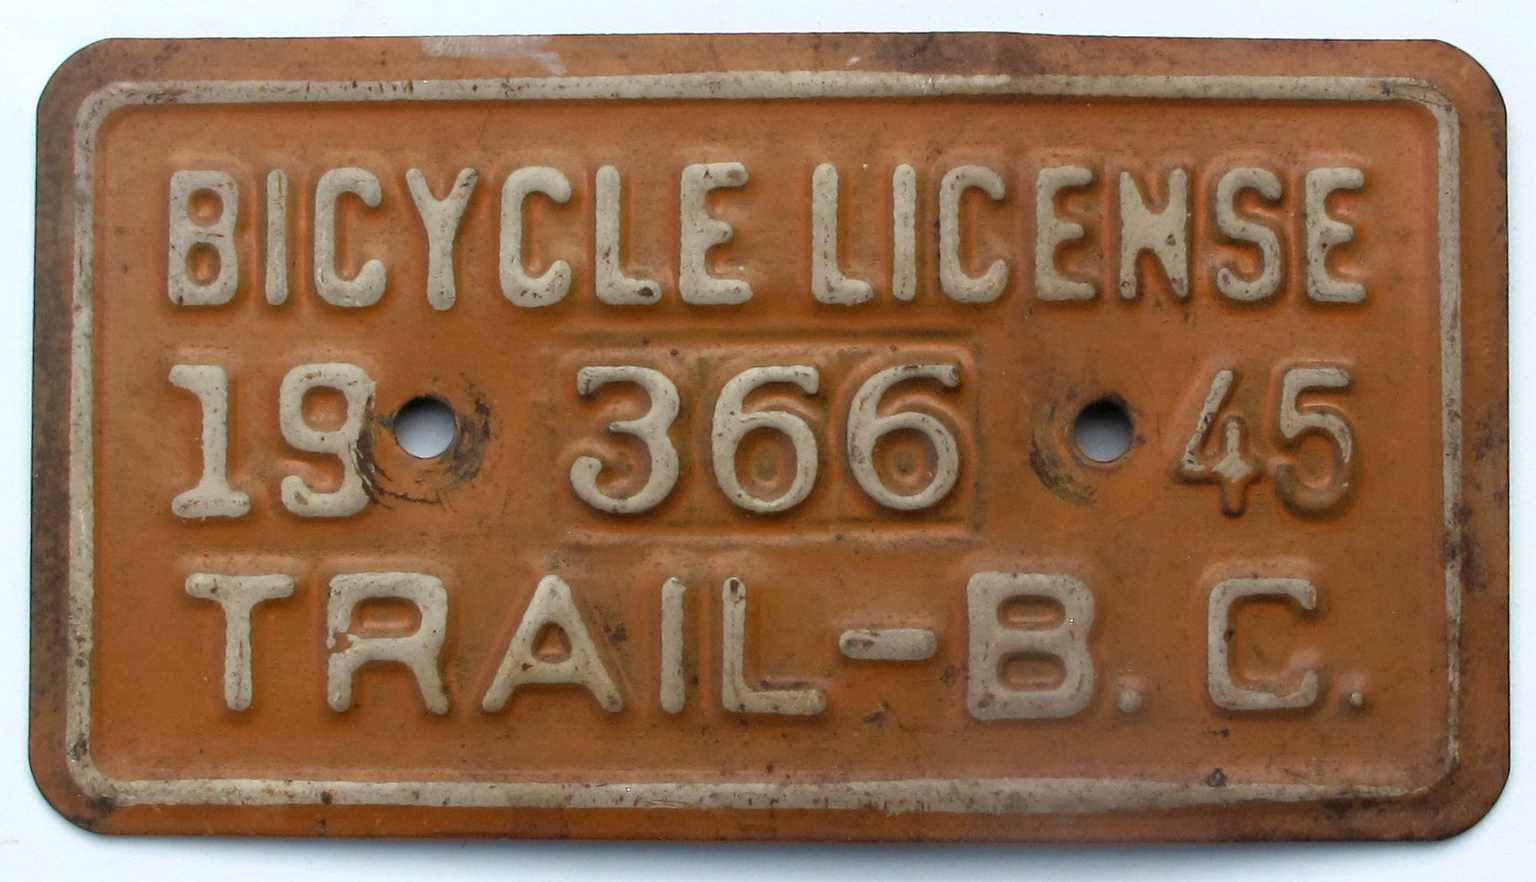 BICYCLE LICENSE
19 366 45
TRAIL-B.C.